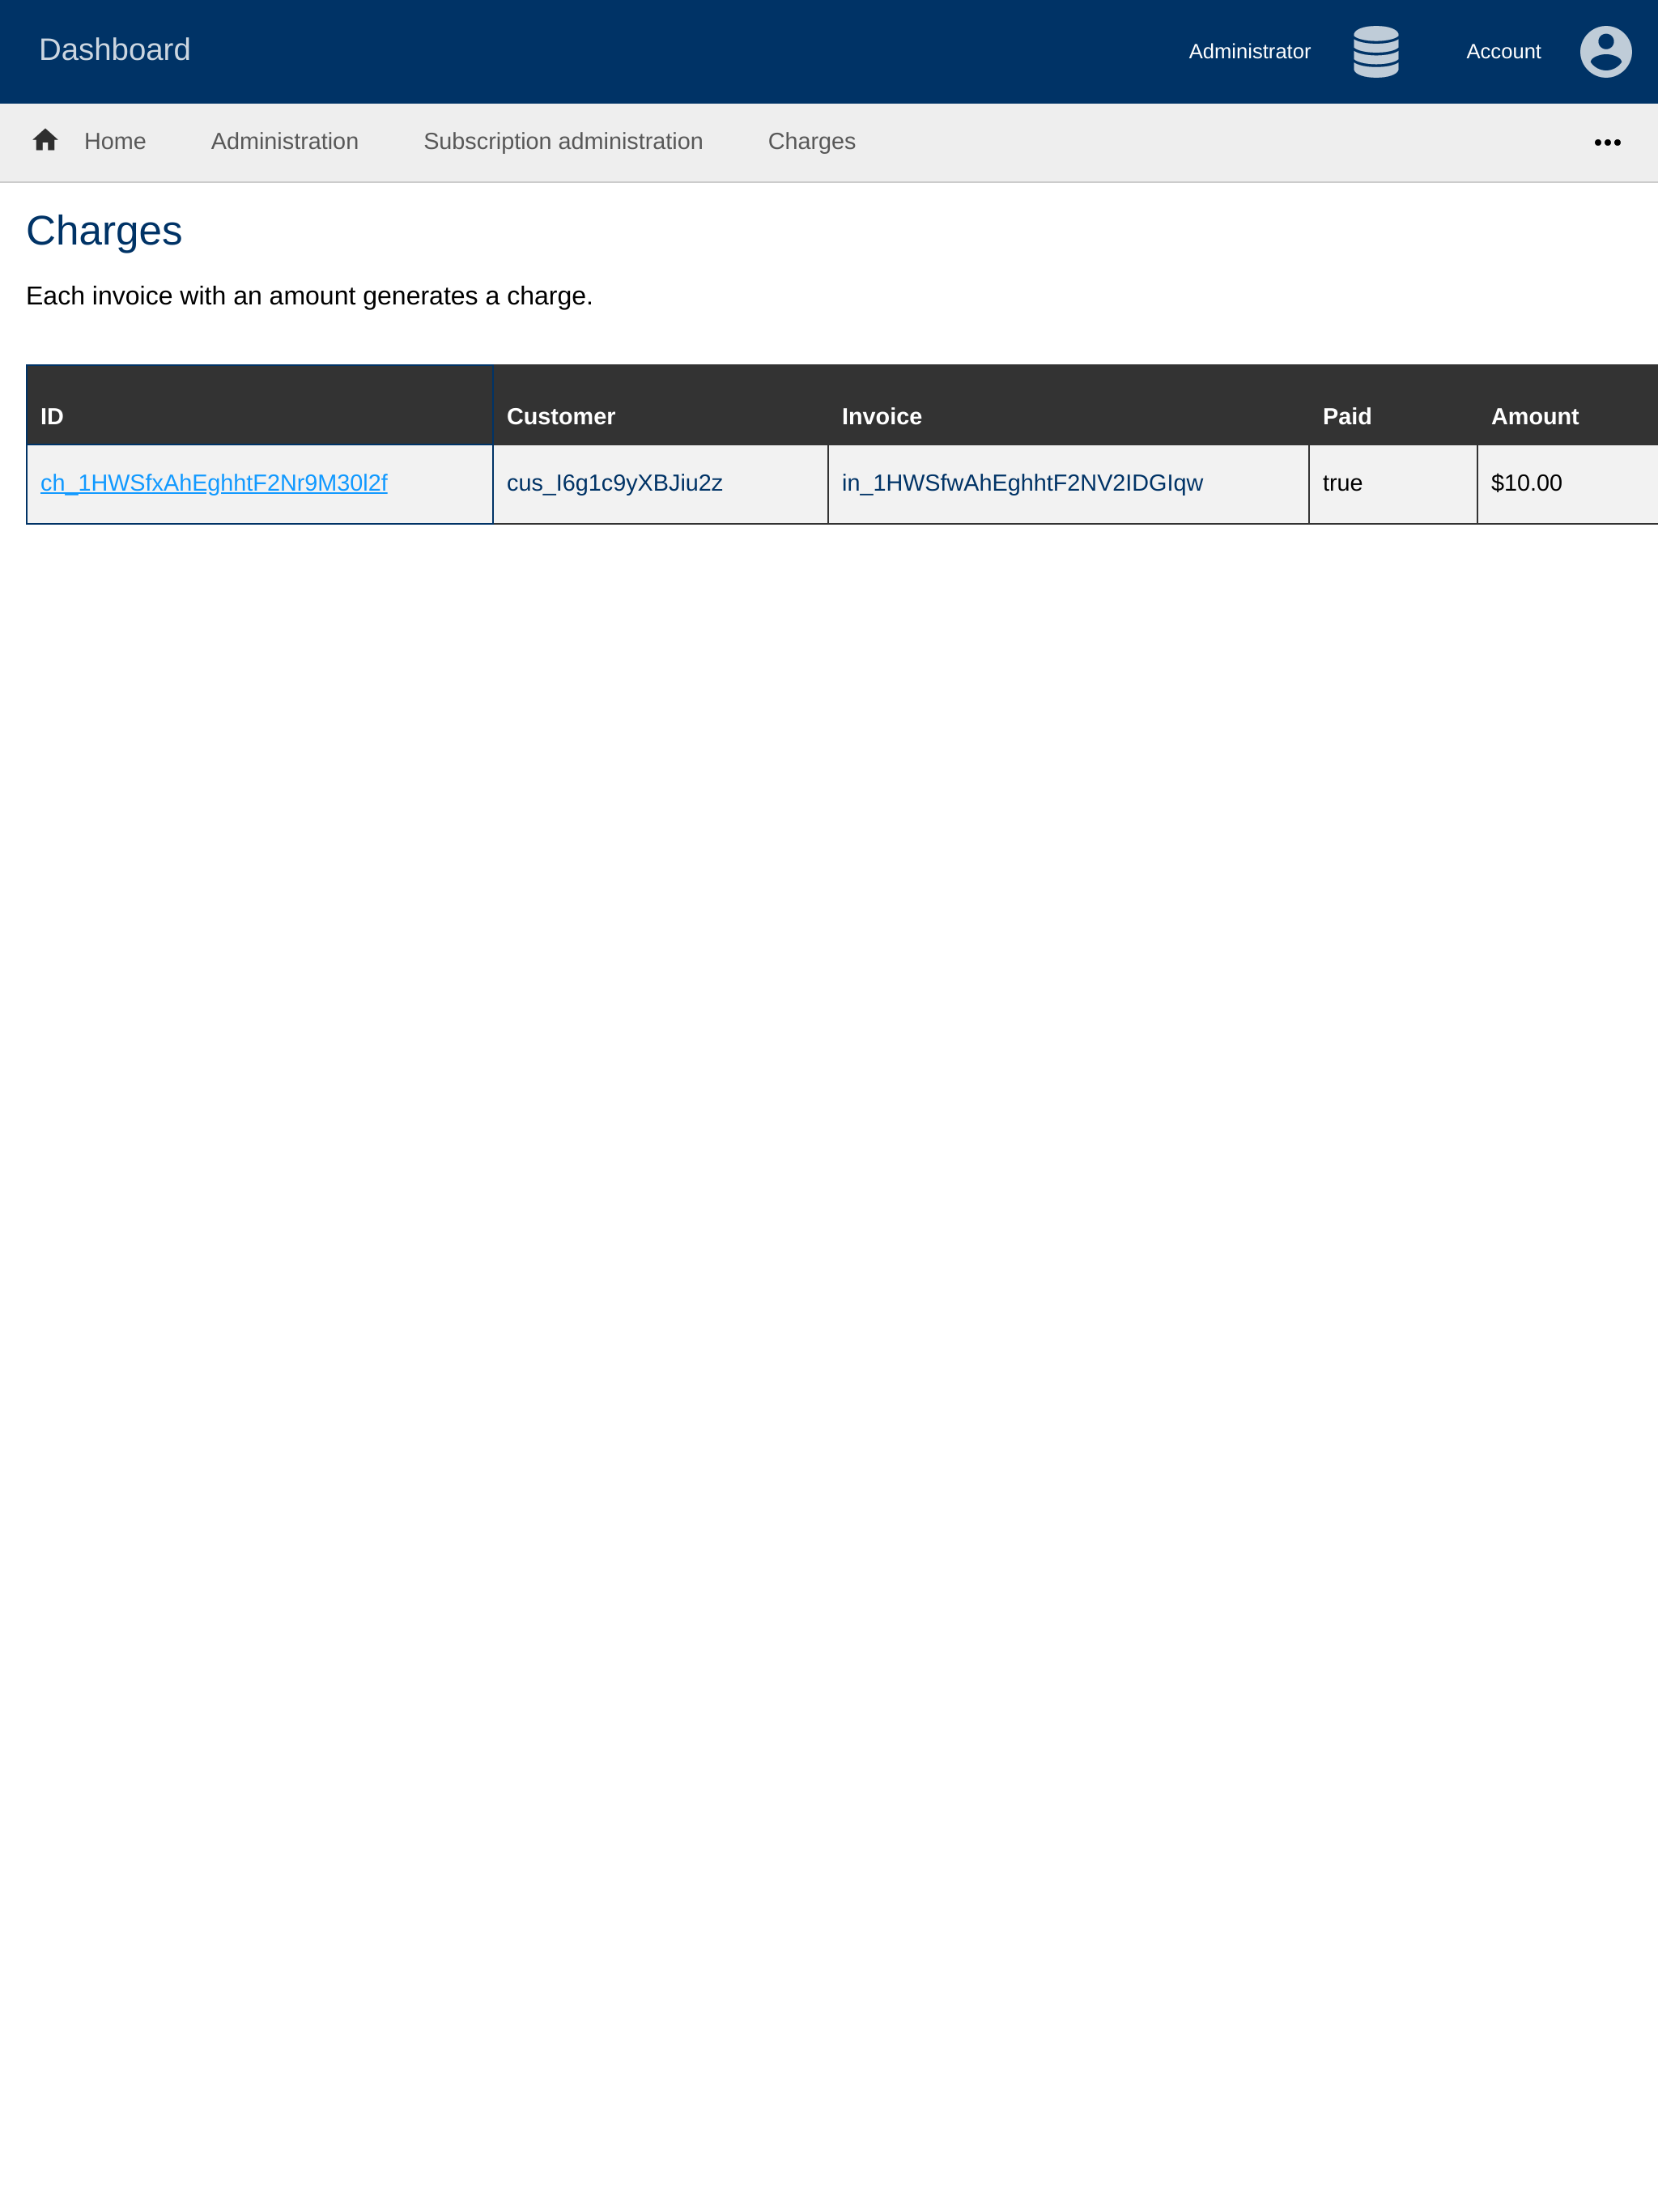 Dashboard Administrator Account
Home Administration Subscription administration Charges •••
Charges
Each invoice with an amount generates a charge.
ID Customer Invoice Paid Amount
ch_1HWSfxAhEghhtF2Nr9M30l2f cus_I6g1c9yXBJiu2z in_1HWSfwAhEghhtF2NV2IDGIqw true $10.00